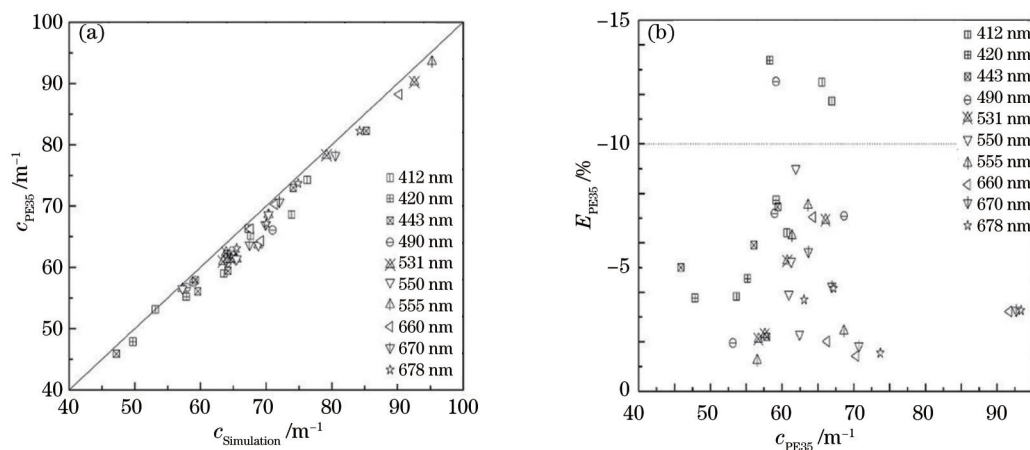 (a)
100
90
80
70
60
50
40
40
50
60
70
80
90
100
c_PE35 /m⁻¹
c_Simulation /m⁻¹
412 nm
420 nm
443 nm
490 nm
531 nm
550 nm
555 nm
660 nm
670 nm
678 nm
(b)
−15
−10
−5
0
40
50
60
70
80
90
E_PE35 /%
c_PE35 /m⁻¹
412 nm
420 nm
443 nm
490 nm
531 nm
550 nm
555 nm
660 nm
670 nm
678 nm